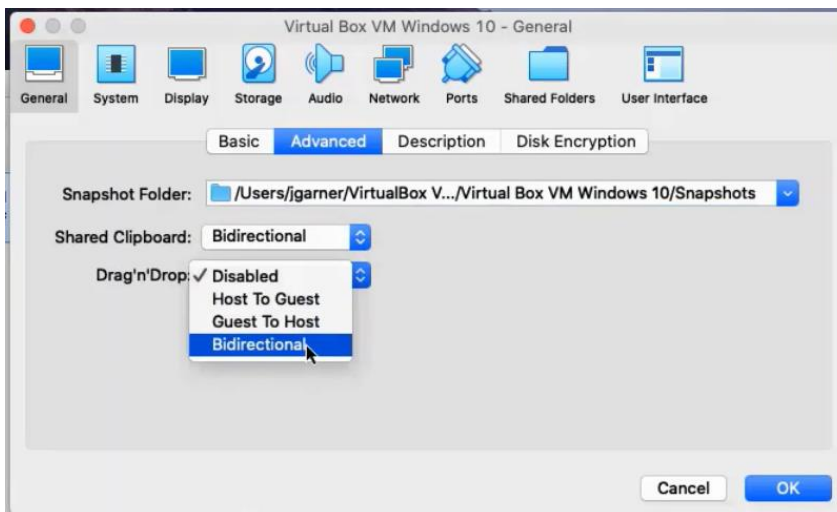 Virtual Box VM Windows 10 - General
General System Display Storage Audio Network Ports Shared Folders User Interface
Basic Advanced Description Disk Encryption
Snapshot Folder: /Users/jgarner/VirtualBox V.../Virtual Box VM Windows 10/Snapshots
Shared Clipboard: Bidirectional
Drag'n'Drop: ✓ Disabled
Host To Guest
Guest To Host
Bidirectional
Cancel OK